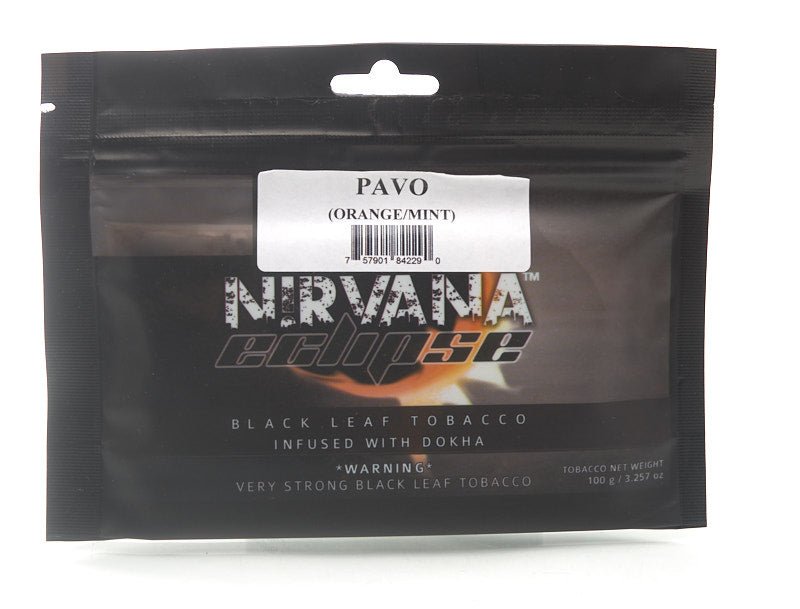 PAVO
(ORANGE/MINT)
7 57901 84229 0
NIRVANA™
eclipse
BLACK LEAF TOBACCO
INFUSED WITH DOKHA
*WARNING*
VERY STRONG BLACK LEAF TOBACCO
TOBACCO NET WEIGHT
100 g / 3.257 oz